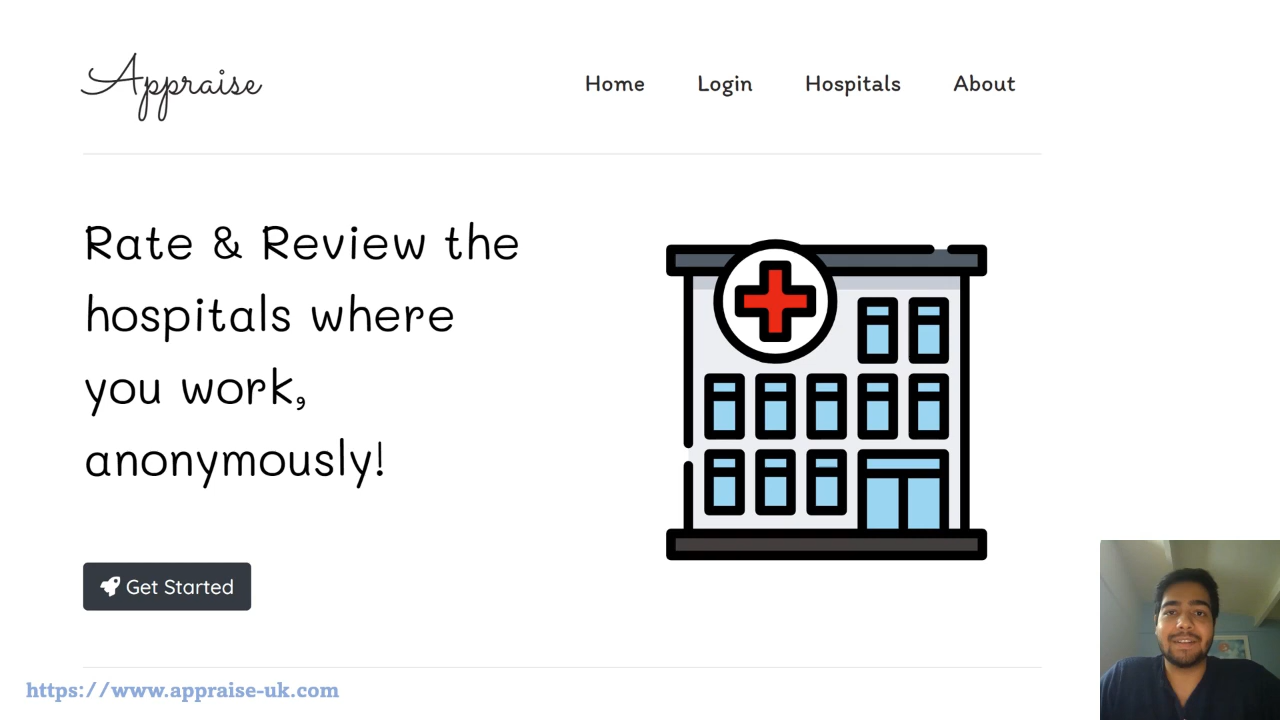 Appraise
Home Login Hospitals About
Rate & Review the
hospitals where
you work,
anonymously!
Get Started
https://www.appraise-uk.com